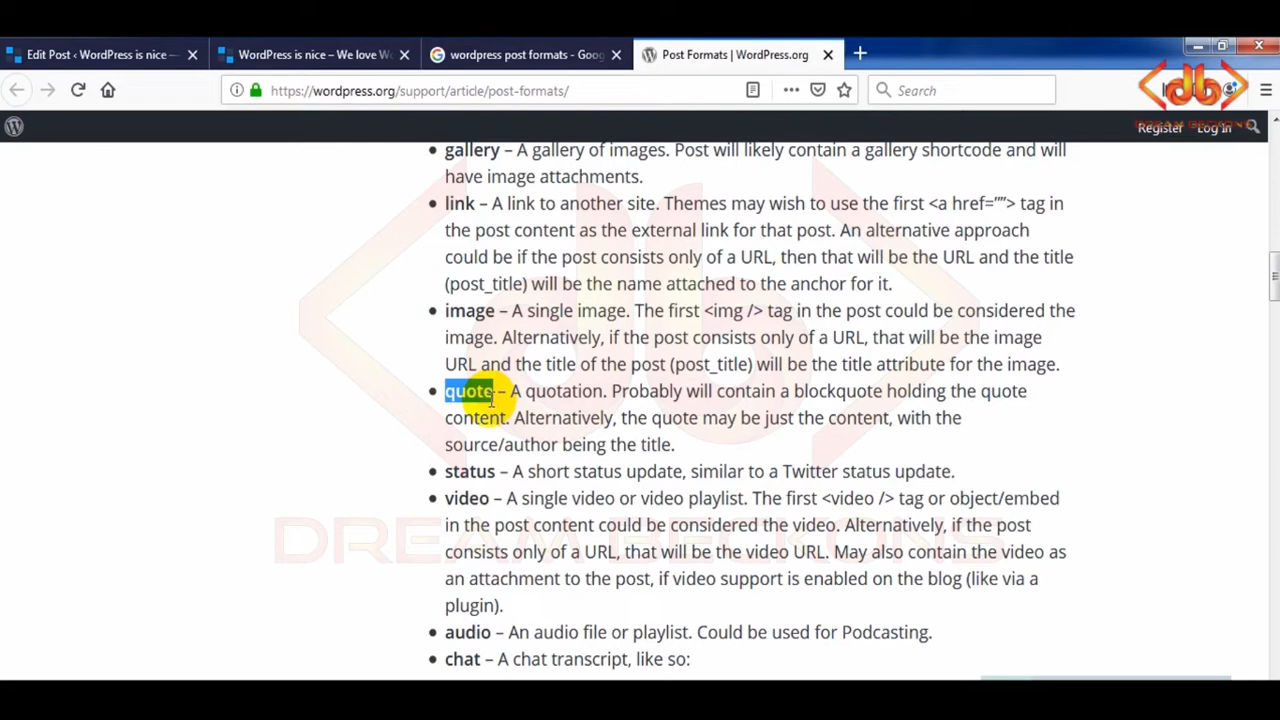 Edit Post ‹ WordPress is nice —
WordPress is nice – We love Wo
wordpress post formats - Goog
Post Formats | WordPress.org
https://wordpress.org/support/article/post-formats/
Search
Register Log In
gallery – A gallery of images. Post will likely contain a gallery shortcode and will
have image attachments.
link – A link to another site. Themes may wish to use the first <a href=””> tag in
the post content as the external link for that post. An alternative approach
could be if the post consists only of a URL, then that will be the URL and the title
(post_title) will be the name attached to the anchor for it.
image – A single image. The first <img /> tag in the post could be considered the
image. Alternatively, if the post consists only of a URL, that will be the image
URL and the title of the post (post_title) will be the title attribute for the image.
quote – A quotation. Probably will contain a blockquote holding the quote
content. Alternatively, the quote may be just the content, with the
source/author being the title.
status – A short status update, similar to a Twitter status update.
video – A single video or video playlist. The first <video /> tag or object/embed
in the post content could be considered the video. Alternatively, if the post
consists only of a URL, that will be the video URL. May also contain the video as
an attachment to the post, if video support is enabled on the blog (like via a
plugin).
audio – An audio file or playlist. Could be used for Podcasting.
chat – A chat transcript, like so:
db
DREAM BECKONS
db
DREAM BECKONS